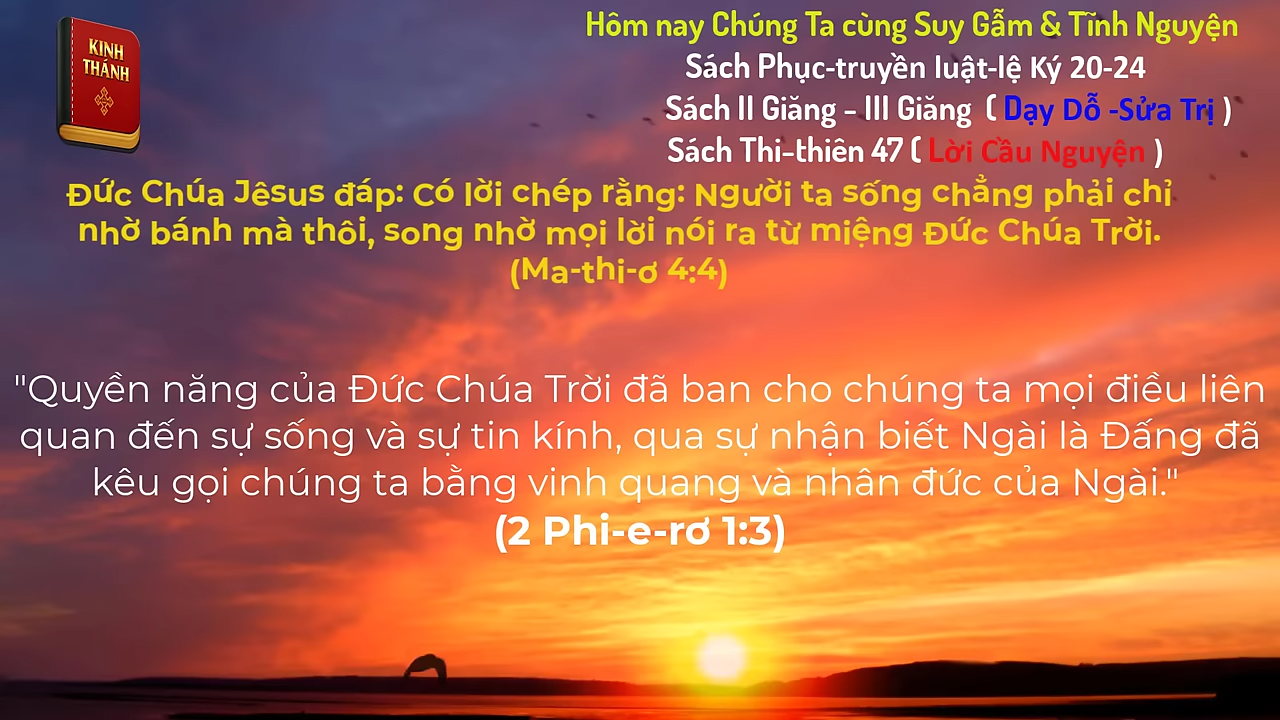 KINH
THÁNH
Hôm nay Chúng Ta cùng Suy Gẫm & Tĩnh Nguyện
Sách Phục-truyền luật-lệ Ký 20-24
Sách II Giăng - III Giăng ( Dạy Dỗ -Sửa Trị )
Sách Thi-thiên 47 ( Lời Cầu Nguyện )
Đức Chúa Jêsus đáp: Có lời chép rằng: Người ta sống chẳng phải chỉ
nhờ bánh mà thôi, song nhờ mọi lời nói ra từ miệng Đức Chúa Trời.
(Ma-thi-ơ 4:4)
"Quyền năng của Đức Chúa Trời đã ban cho chúng ta mọi điều liên
quan đến sự sống và sự tin kính, qua sự nhận biết Ngài là Đấng đã
kêu gọi chúng ta bằng vinh quang và nhân đức của Ngài."
(2 Phi-e-rơ 1:3)